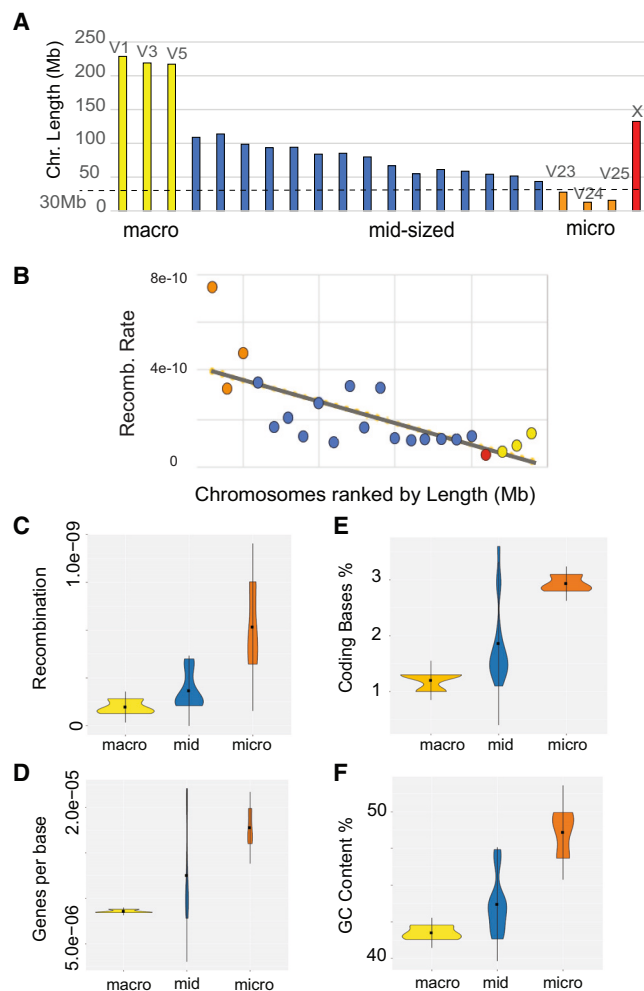 A
Chr. Length (Mb)
250
200
150
100
50
30Mb
0
V1
V3
V5
V23
V24
V25
X
macro
mid-sized
micro
B
Recomb. Rate
8e-10
4e-10
0
Chromosomes ranked by Length (Mb)
C
Recombination
1.0e-09
0
macro
mid
micro
E
Coding Bases %
3
2
1
macro
mid
micro
D
Genes per base
2.0e-05
5.0e-06
macro
mid
micro
F
GC Content %
50
40
macro
mid
micro